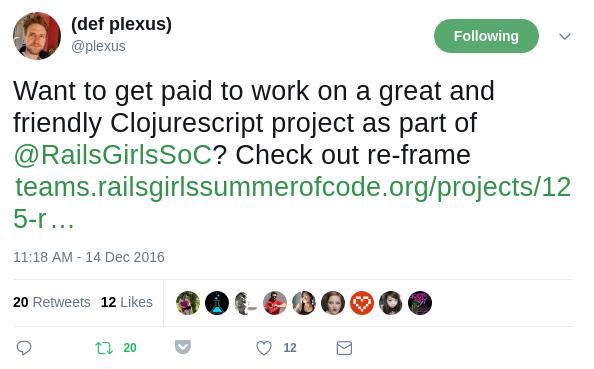 (def plexus)
@plexus
Following
Want to get paid to work on a great and
friendly Clojurescript project as part of
@RailsGirlsSoC? Check out re-frame
teams.railsgirlssummerofcode.org/projects/12
5-r…
11:18 AM - 14 Dec 2016
20 Retweets 12 Likes
20 12